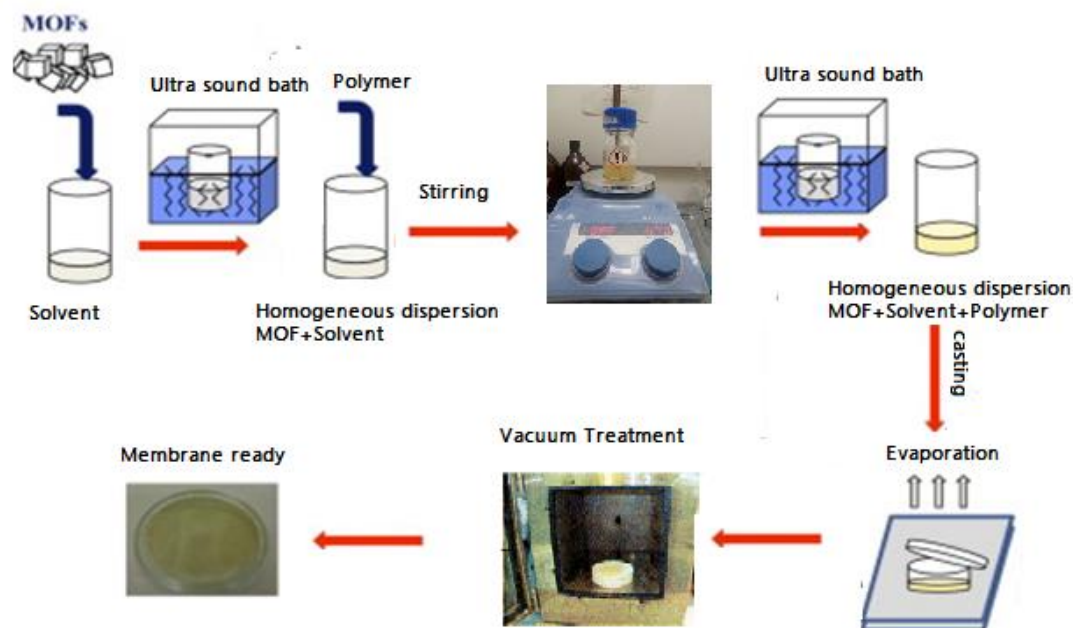 MOFs
Ultra sound bath
Polymer
Ultra sound bath
Stirring
Solvent
Homogeneous dispersion
MOF+Solvent
Homogeneous dispersion
MOF+Solvent+Polymer
casting
Evaporation
Vacuum Treatment
Membrane ready